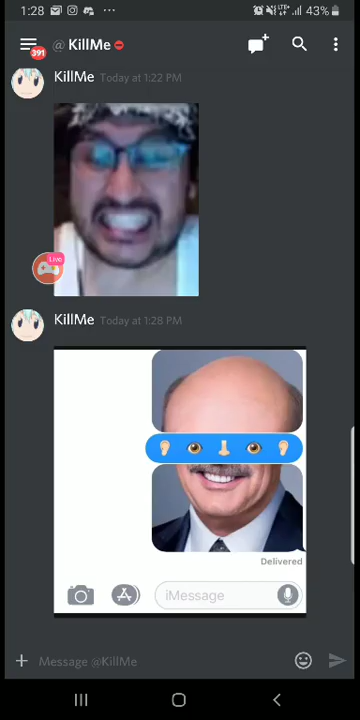 1:28
43%
391
@ KillMe
KillMe Today at 1:22 PM
Live
KillMe Today at 1:28 PM
Delivered
iMessage
Message @KillMe